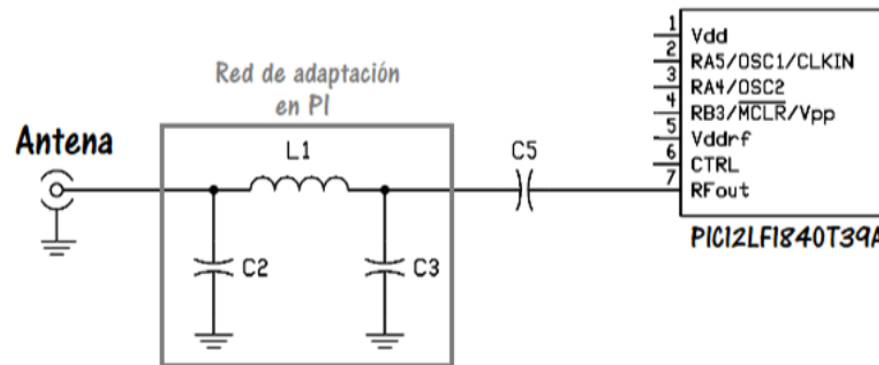 Red de adaptación
en PI
Antena
L1
C2
C3
C5
1 Vdd
2 RA5/OSC1/CLKIN
3 RA4/OSC2
4 RB3/MCLR/Vpp
5 Vddrf
6 CTRL
7 RFout
PIC12LF1840T39A